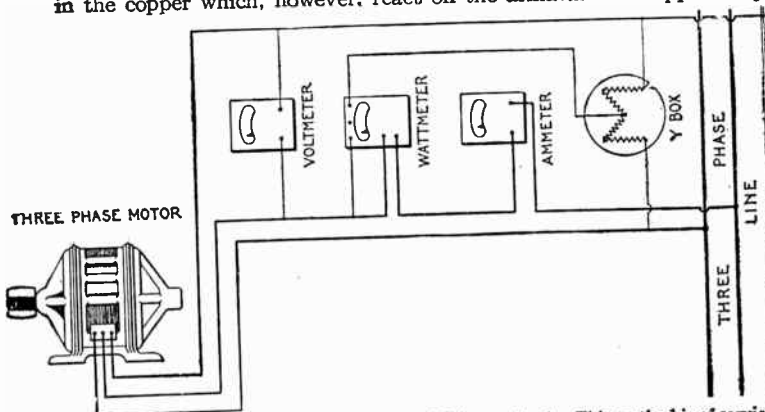 in the copper which, however, react on the
VOLTMETER
WATTMETER
AMMETER
Y BOX
PHASE
LINE
THREE
THREE PHASE MOTOR